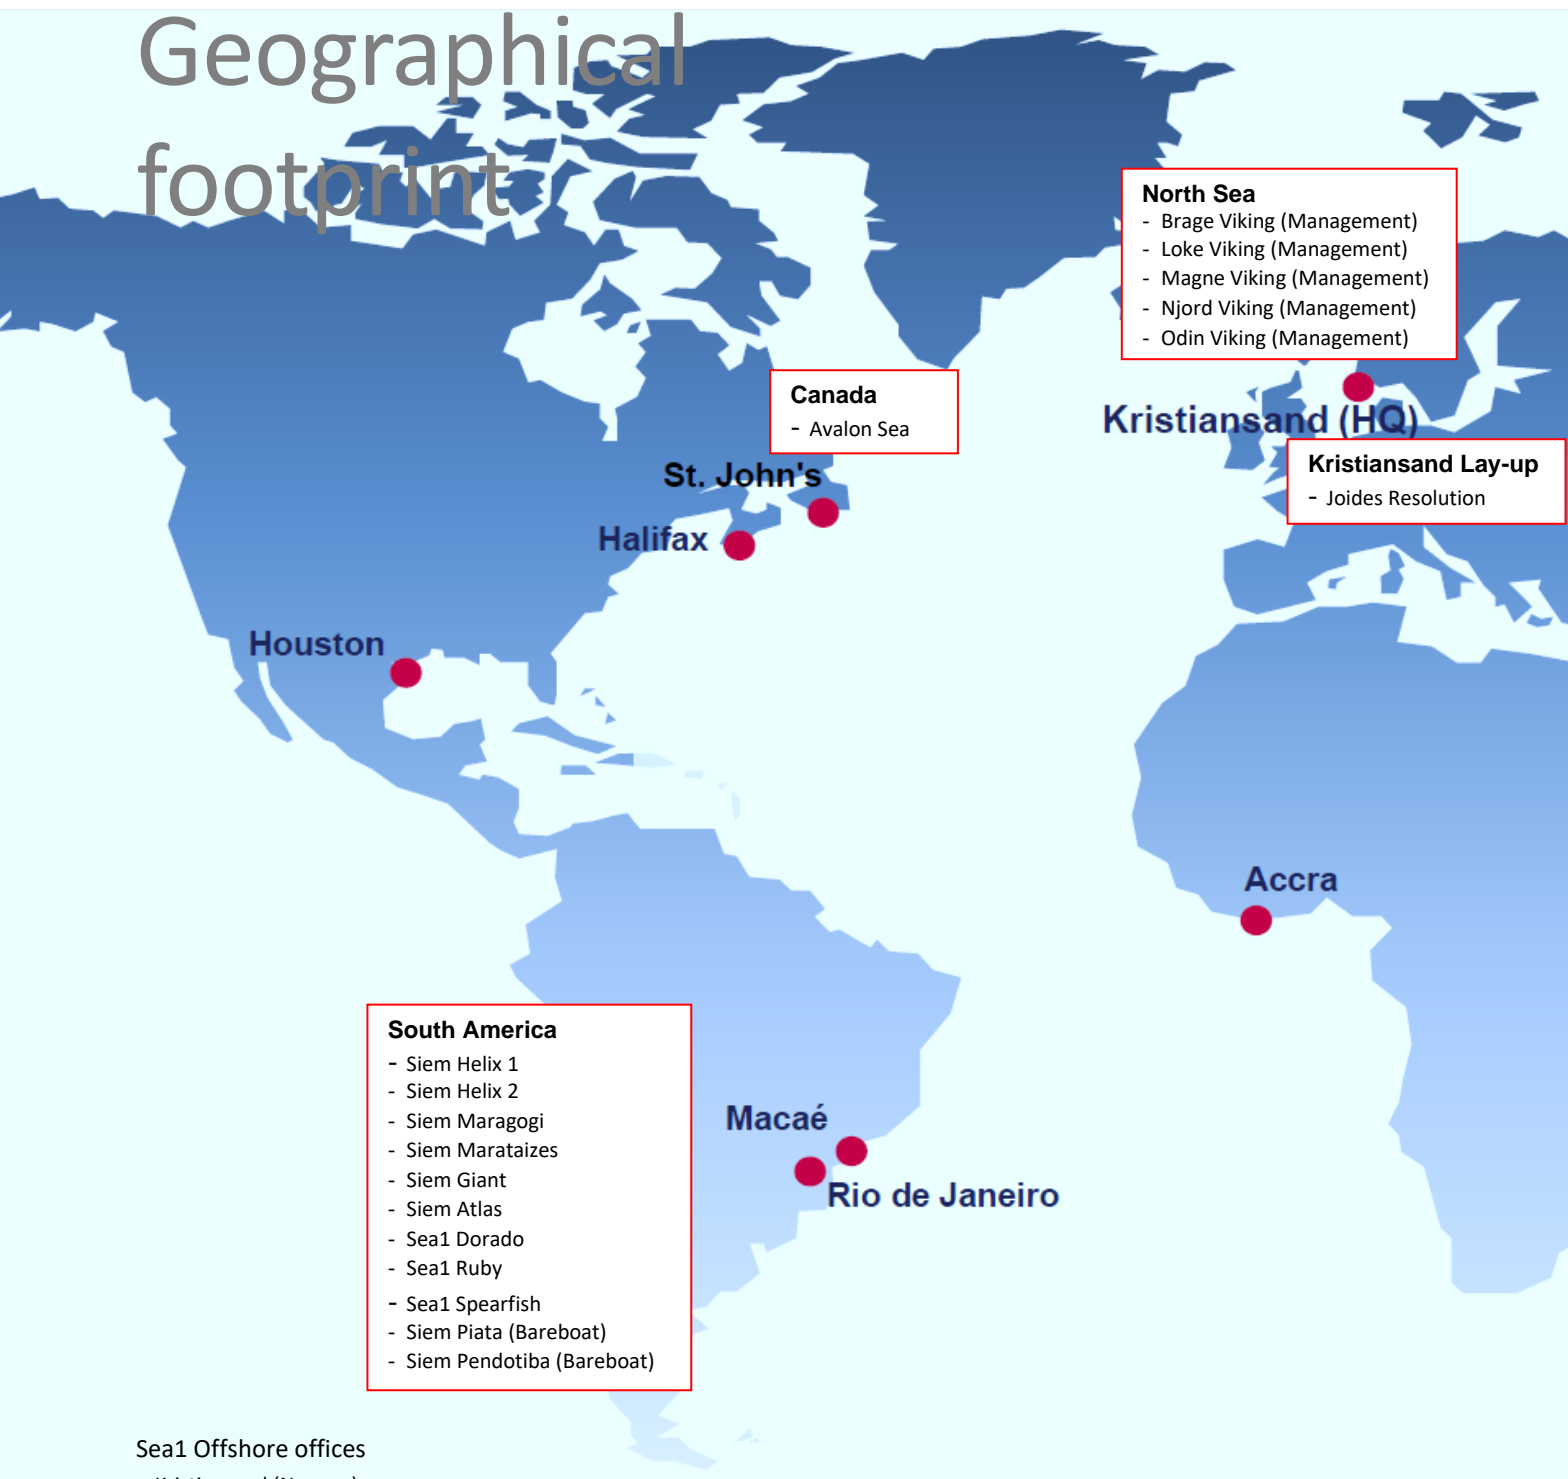 Geographical
footprint
North Sea
- Brage Viking (Management)
- Loke Viking (Management)
- Magne Viking (Management)
- Njord Viking (Management)
- Odin Viking (Management)
Kristiansand (HQ)
Canada
- Avalon Sea
Kristiansand Lay-up
- Joides Resolution
St. John's
Halifax
Houston
Accra
South America
- Siem Helix 1
- Siem Helix 2
- Siem Maragogi
- Siem Marataizes
- Siem Giant
- Siem Atlas
- Sea1 Dorado
- Sea1 Ruby
- Sea1 Spearfish
- Siem Piata (Bareboat)
- Siem Pendotiba (Bareboat)
Macaé
Rio de Janeiro
Sea1 Offshore offices